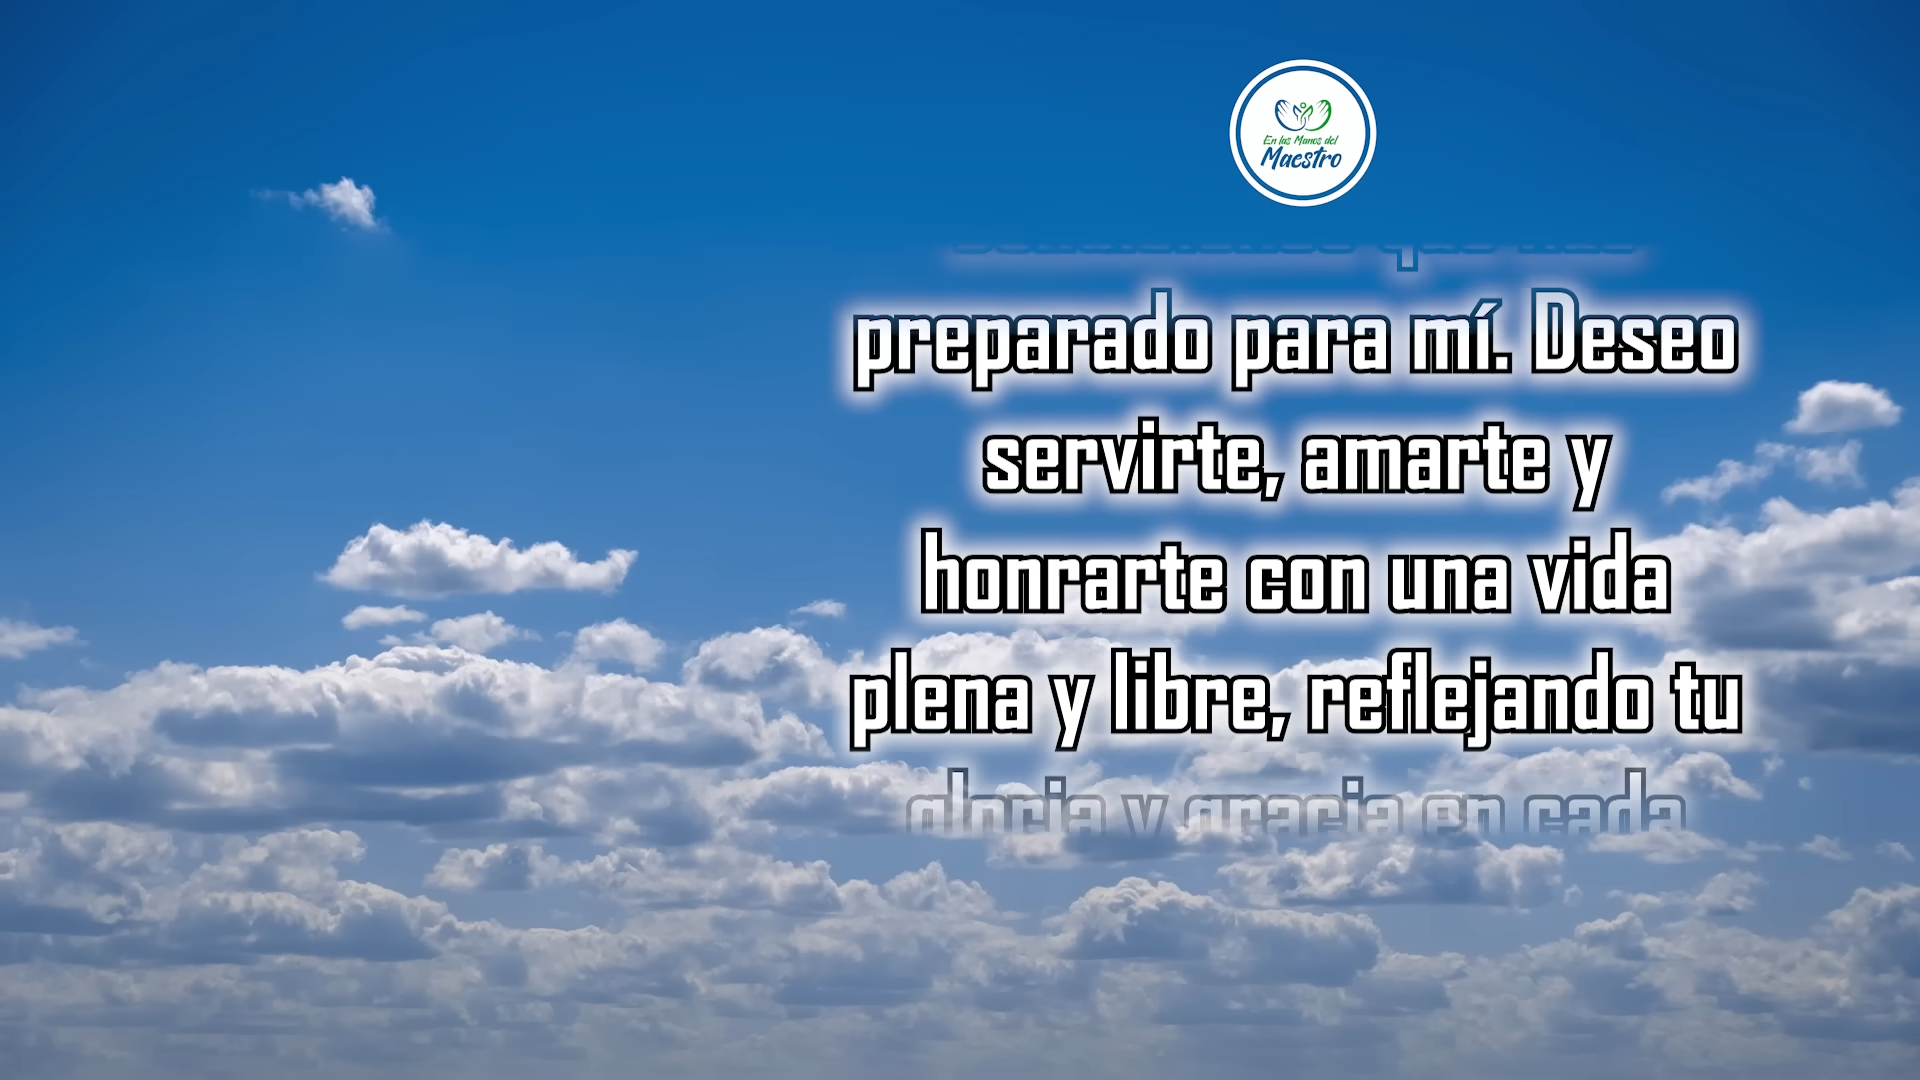 En las Manos del
Maestro
preparado para mí. Deseo
servirte, amarte y
honrarte con una vida
plena y libre, reflejando tu
gloria y gracia en cada